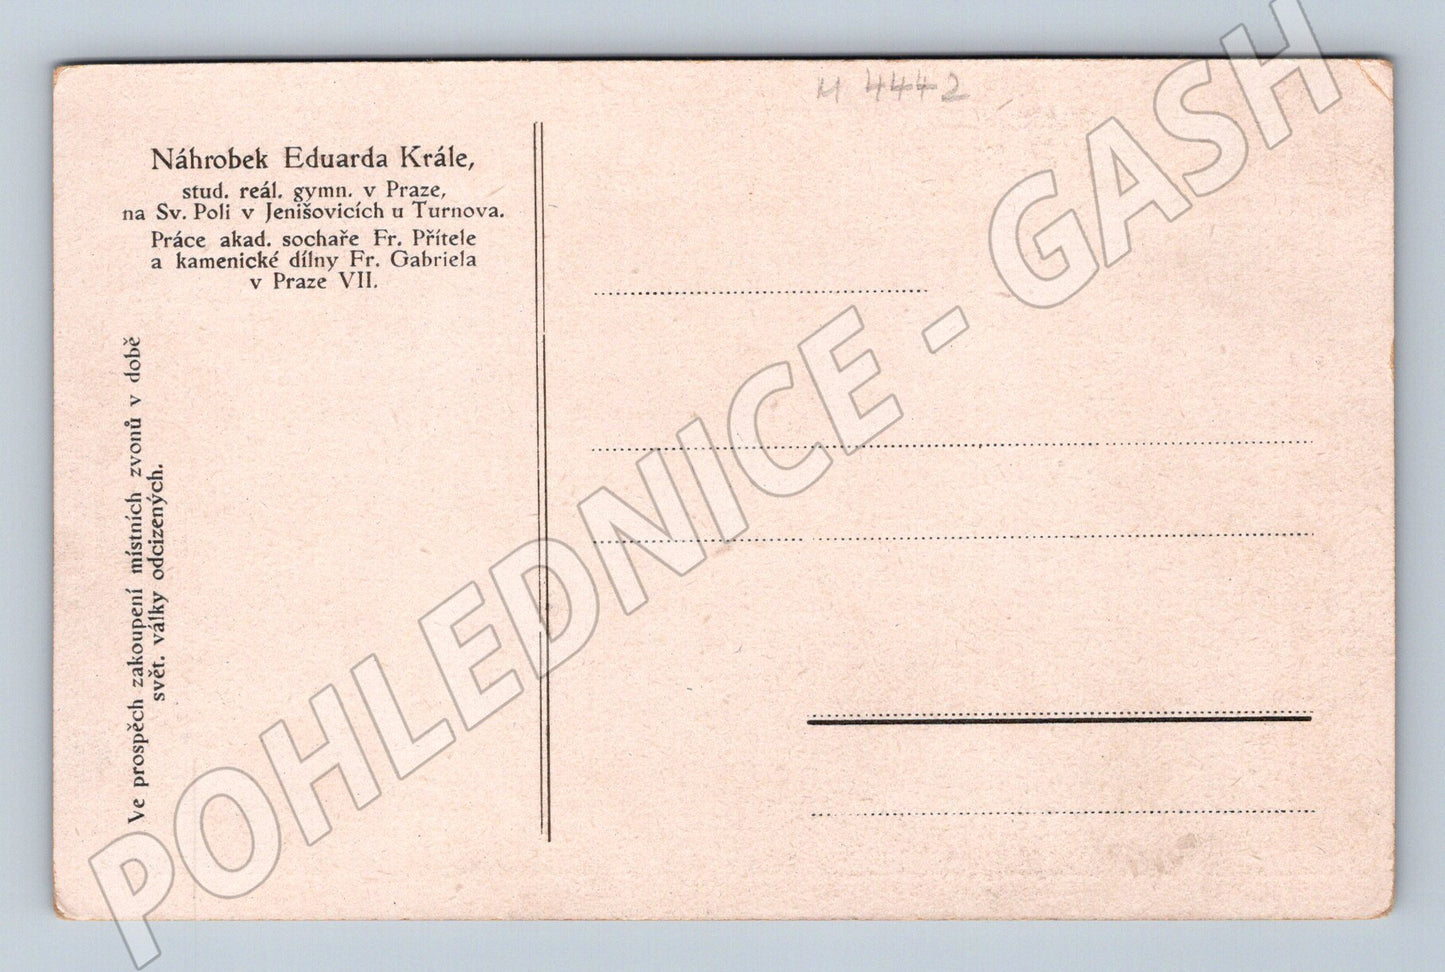 M 4442
Náhrobek Eduarda Krále,
stud. reál. gymn. v Praze,
na Sv. Poli v Jenišovicích u Turnova.
Práce akad. sochaře Fr. Přítele
a kamenické dílny Fr. Gabriela
v Praze VII.
Ve prospěch zakoupení místních zvonů v době
svět. války odcizených.
POHLEDNICE - GASH